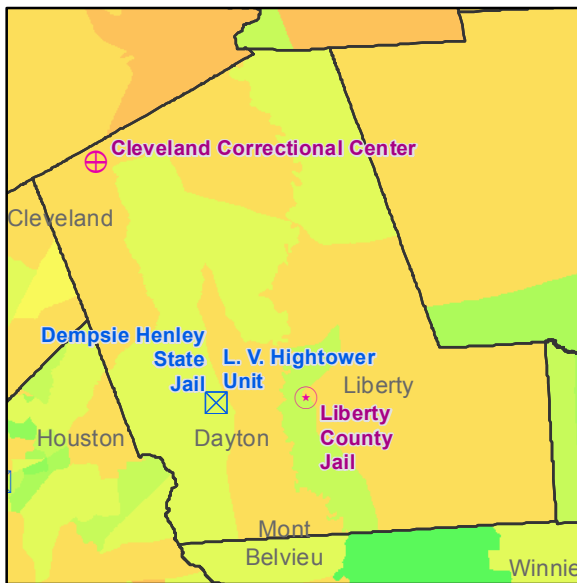 Cleveland Correctional Center
Cleveland
Dempsie Henley
State
Jail
L. V. Hightower
Unit
Liberty
Liberty
County
Jail
Houston
Dayton
Mont
Belvieu
Winnie